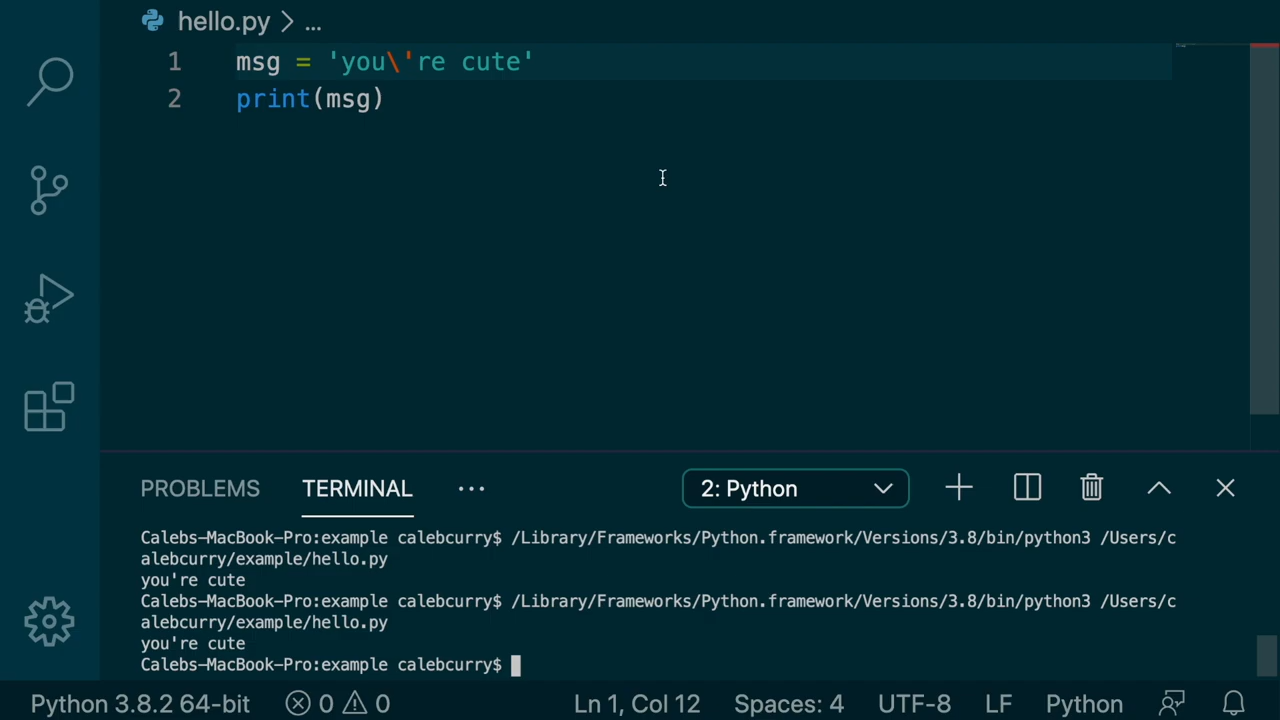 hello.py > ...
1 msg = 'you\'re cute'
2 print(msg)
PROBLEMS TERMINAL ... 2: Python
Calebs-MacBook-Pro:example calebcurry$ /Library/Frameworks/Python.framework/Versions/3.8/bin/python3 /Users/c
alebcurry/example/hello.py
you're cute
Calebs-MacBook-Pro:example calebcurry$ /Library/Frameworks/Python.framework/Versions/3.8/bin/python3 /Users/c
alebcurry/example/hello.py
you're cute
Calebs-MacBook-Pro:example calebcurry$
Python 3.8.2 64-bit 0 0 Ln 1, Col 12 Spaces: 4 UTF-8 LF Python